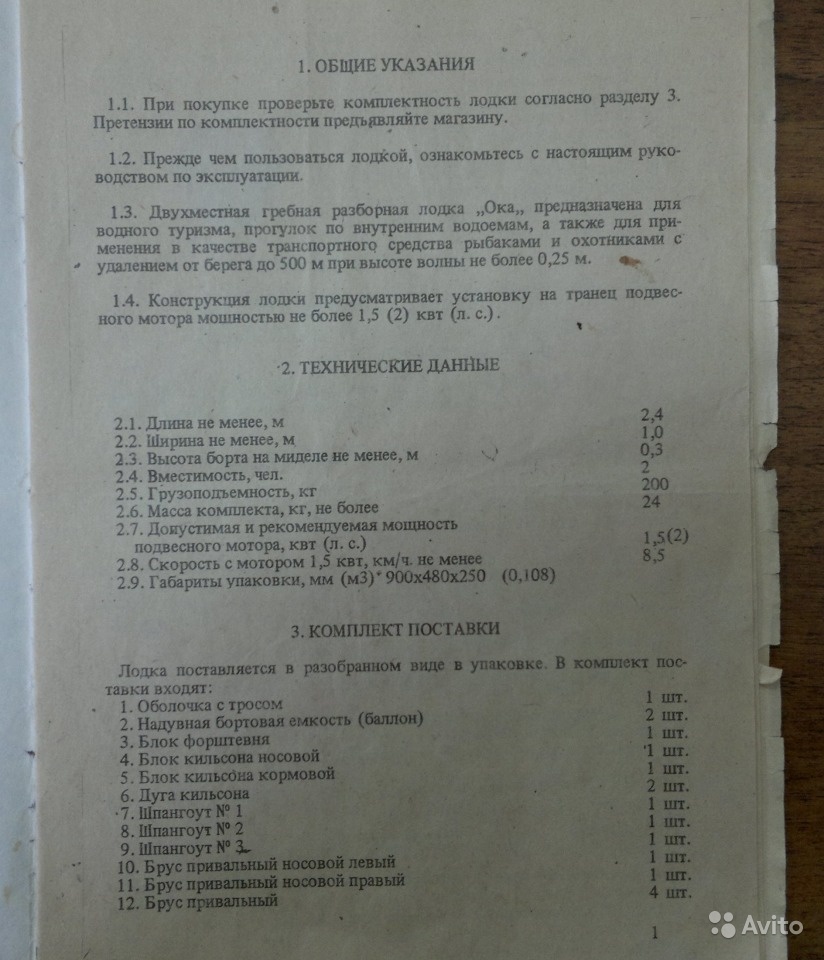 1. ОБЩИЕ УКАЗАНИЯ
1.1. При покупке проверьте комплектность лодки согласно разделу 3.
Претензии по комплектности предъявляйте магазину.
1.2. Прежде чем пользоваться лодкой, ознакомьтесь с настоящим руко-
водством по эксплуатации.
1.3. Двухместная гребная разборная лодка „Ока„ предназначена для
водного туризма, прогулок по внутренним водоемам, а также для при-
менения в качестве транспортного средства рыбаками и охотниками с
удалением от берега до 500 м при высоте волны не более 0,25 м.
1.4. Конструкция лодки предусматривает установку на транец подвес-
ного мотора мощностью не более 1,5 (2) квт (л. с.).
2. ТЕХНИЧЕСКИЕ ДАННЫЕ
2.1. Длина не менее, м 2,4
2.2. Ширина не менее, м 1,0
2.3. Высота борта на миделе не менее, м 0,3
2.4. Вместимость, чел. 2
2.5. Грузоподъемность, кг 200
2.6. Масса комплекта, кг, не более 24
2.7. Допустимая и рекомендуемая мощность
подвесного мотора, квт (л. с.) 1,5(2)
2.8. Скорость с мотором 1,5 квт, км/ч. не менее 8,5
2.9. Габариты упаковки, мм (м3) 900х480х250 (0,108)
3. КОМПЛЕКТ ПОСТАВКИ
Лодка поставляется в разобранном виде в упаковке. В комплект пос-
тавки входят:
1. Оболочка с тросом 1 шт.
2. Надувная бортовая емкость (баллон) 2 шт.
3. Блок форштевня 1 шт.
4. Блок кильсона носовой 1 шт.
5. Блок кильсона кормовой 1 шт.
6. Дуга кильсона 2 шт.
7. Шпангоут № 1 1 шт.
8. Шпангоут № 2 1 шт.
9. Шпангоут № 3 1 шт.
10. Брус привальный носовой левый 1 шт.
11. Брус привальный носовой правый 1 шт.
12. Брус привальный 4 шт.
1
Avito